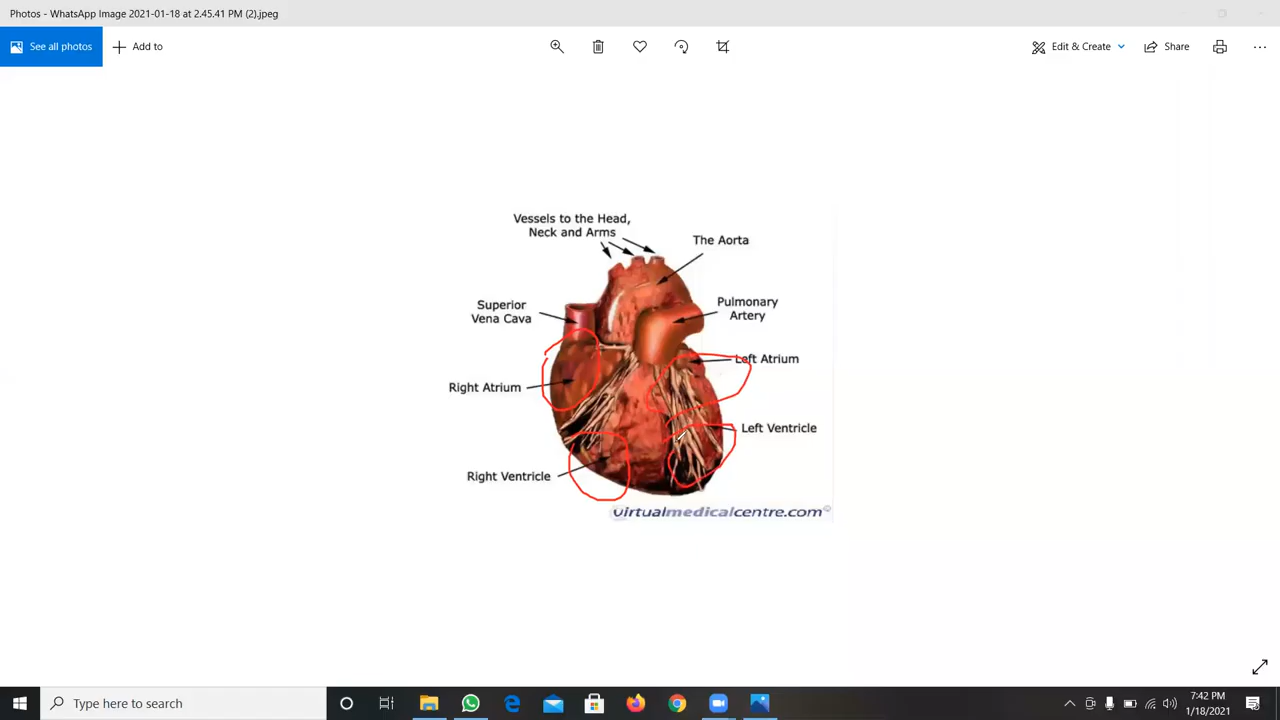 Photos - WhatsApp Image 2021-01-18 at 2.45.41 PM (2).jpeg
See all photos
Add to
Edit & Create
Share
Vessels to the Head,
Neck and Arms
The Aorta
Superior
Vena Cava
Pulmonary
Artery
Left Atrium
Right Atrium
Left Ventricle
Right Ventricle
virtualmedicalcentre.com©
Type here to search
7:42 PM
1/18/2021